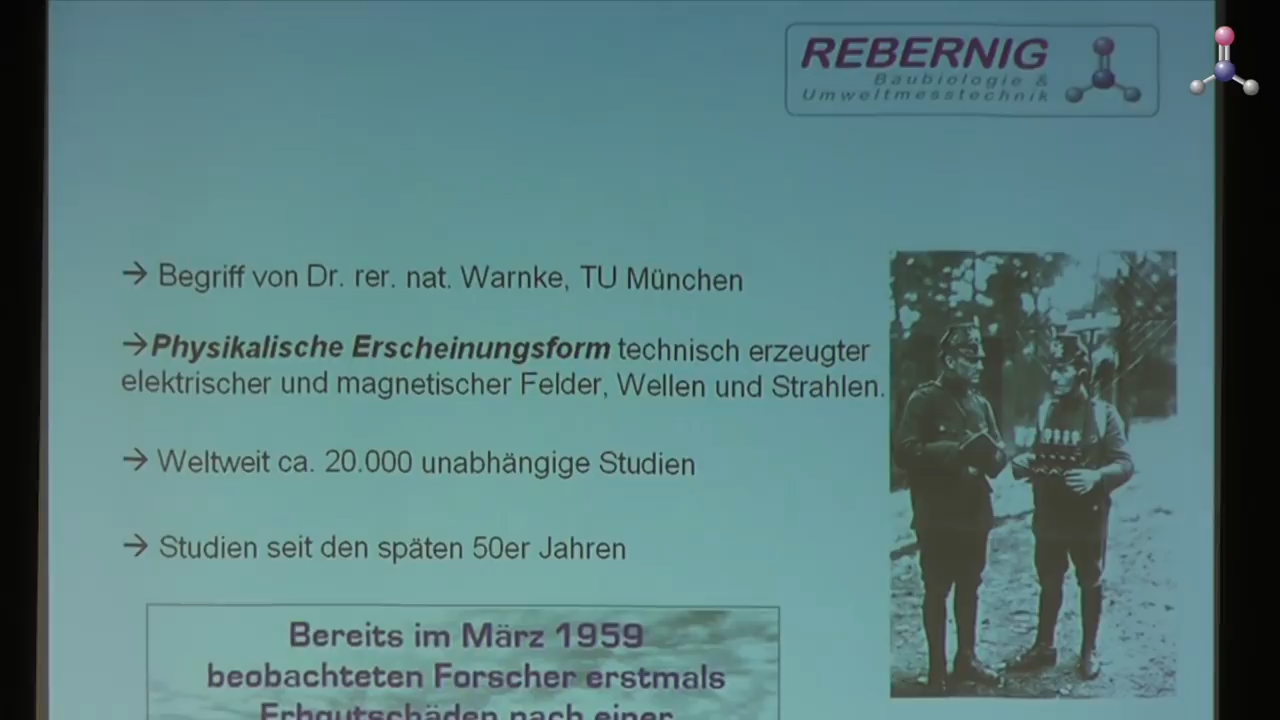 REBERNIG
Baubiologie &
Umweltmesstechnik
→ Begriff von Dr. rer. nat. Warnke, TU München
→Physikalische Erscheinungsform technisch erzeugter
elektrischer und magnetischer Felder, Wellen und Strahlen.
→ Weltweit ca. 20.000 unabhängige Studien
→ Studien seit den späten 50er Jahren
Bereits im März 1959
beobachteten Forscher erstmals
Erbgutschäden nach einer